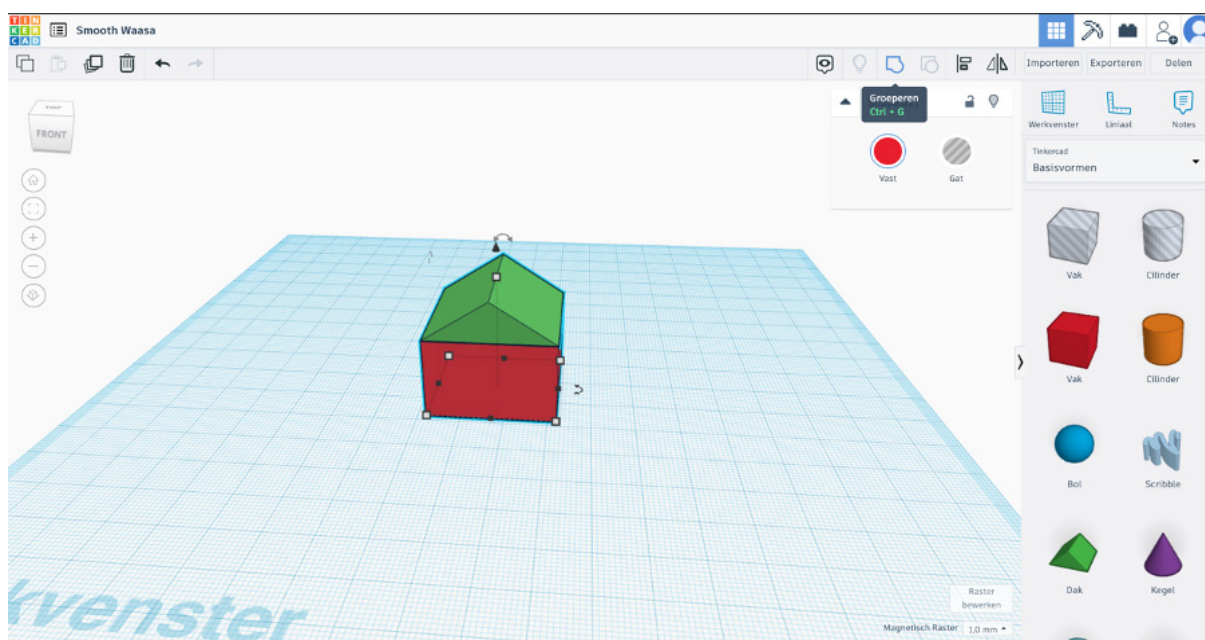 TIN
KER
CAD
Smooth Waasa
Importeren
Exporteren
Delen
TOP
FRONT
Groeperen
Ctrl + G
Vast
Gat
Werkvenster
Liniaal
Notes
Tinkercad
Basisvormen
Vak
Cilinder
Vak
Cilinder
Bol
Scribble
Dak
Kegel
kvenster
Raster
bewerken
Magnetisch Raster
1,0 mm